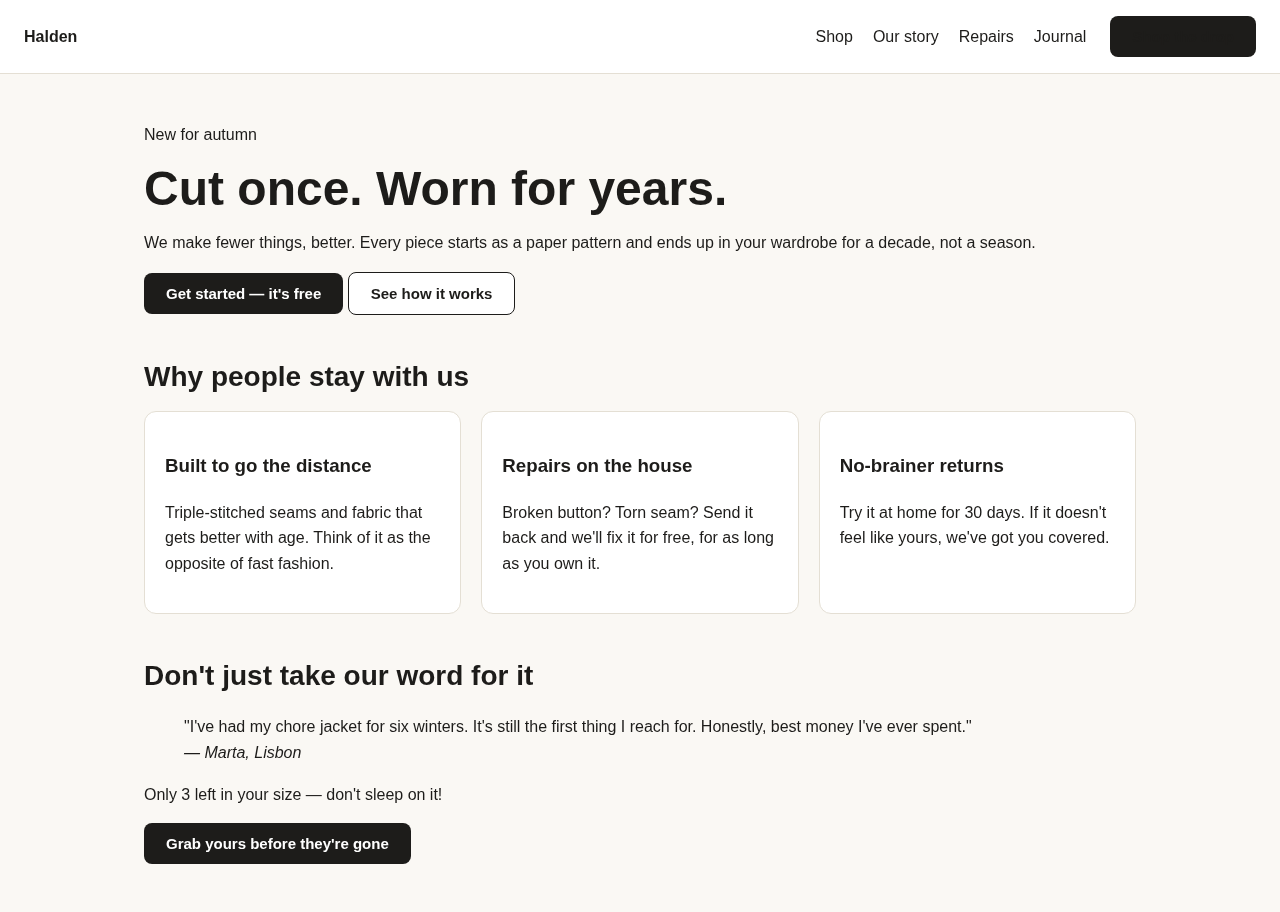 Halden
Shop
Our story
Repairs
Journal
New for autumn
Cut once. Worn for years.
We make fewer things, better. Every piece starts as a paper pattern and ends up in your wardrobe for a decade, not a season.
Get started — it's free
See how it works
Why people stay with us
Built to go the distance
Triple-stitched seams and fabric that
gets better with age. Think of it as the
opposite of fast fashion.
Repairs on the house
Broken button? Torn seam? Send it
back and we'll fix it for free, for as long
as you own it.
No-brainer returns
Try it at home for 30 days. If it doesn't
feel like yours, we've got you covered.
Don't just take our word for it
"I've had my chore jacket for six winters. It's still the first thing I reach for. Honestly, best money I've ever spent."
— Marta, Lisbon
Only 3 left in your size — don't sleep on it!
Grab yours before they're gone